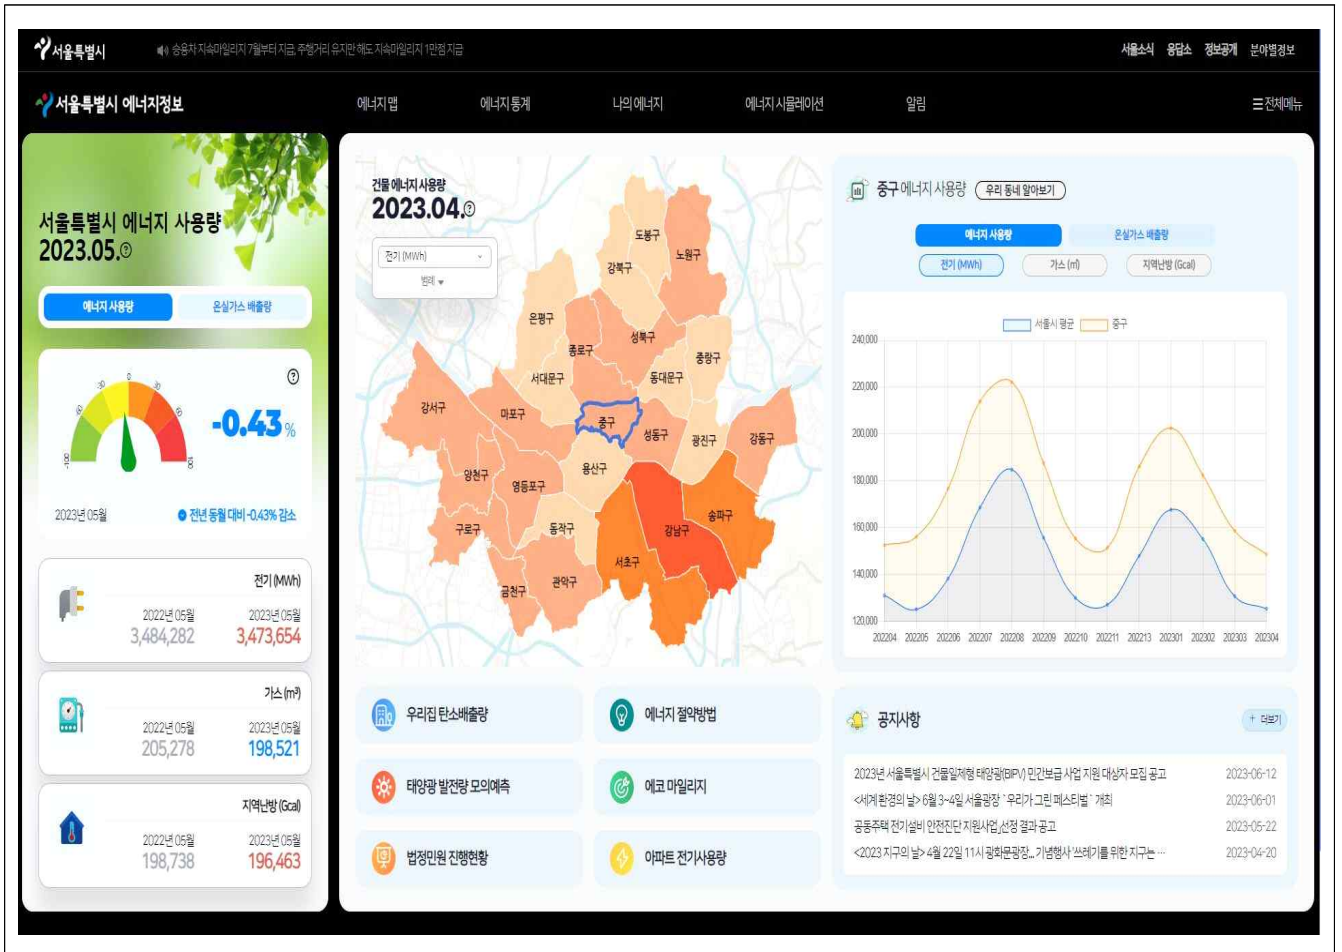 서울특별시
승용차 지속마일리지 7월부터 지급, 주행거리 유지만 해도 지속마일리지 1만점 지급
서울소식 응답소 정보공개 분야별정보
서울특별시 에너지정보
에너지 맵 에너지 통계 나의 에너지 에너지 시뮬레이션 알림
전체메뉴
서울특별시 에너지 사용량
2023.05.
에너지 사용량 온실가스 배출량
-100 -60 -30 0 30 60 100
-0.43 %
2023년 05월
전년 동월 대비 -0.43% 감소
전기 (MWh)
2022년 05월 2023년 05월
3,484,282 3,473,654
가스 (m³)
2022년 05월 2023년 05월
205,278 198,521
지역난방 (Gcal)
2022년 05월 2023년 05월
198,738 196,463
건물 에너지 사용량
2023.04.
전기 (MWh)
범례
도봉구
노원구
강북구
은평구
성북구
종로구
중랑구
서대문구
동대문구
강서구
마포구
중구
성동구
광진구
강동구
용산구
양천구
영등포구
송파구
구로구
동작구
강남구
서초구
금천구
관악구
우리집 탄소배출량
에너지 절약방법
태양광 발전량 모의예측
에코 마일리지
법정민원 진행현황
아파트 전기사용량
중구 에너지 사용량
우리 동네 알아보기
에너지 사용량 온실가스 배출량
전기 (MWh) 가스 (㎥) 지역난방 (Gcal)
서울시 평균 중구
240,000
220,000
200,000
180,000
160,000
140,000
120,000
202204 202205 202206 202207 202208 202209 202210 202211 202213 202301 202302 202303 202304
공지사항
+ 더보기
2023년 서울특별시 건물일체형 태양광(BIPV) 민간보급 사업 지원 대상자 모집 공고 2023-06-12
<세계 환경의 날> 6월 3~4일 서울광장 `우리가 그린 페스티벌` 개최 2023-06-01
공동주택 전기설비 안전진단 지원사업_선정 결과 공고 2023-05-22
<2023 지구의 날> 4월 22일 11시 광화문광장... 기념행사 '쓰레기를 위한 지구는 … 2023-04-20